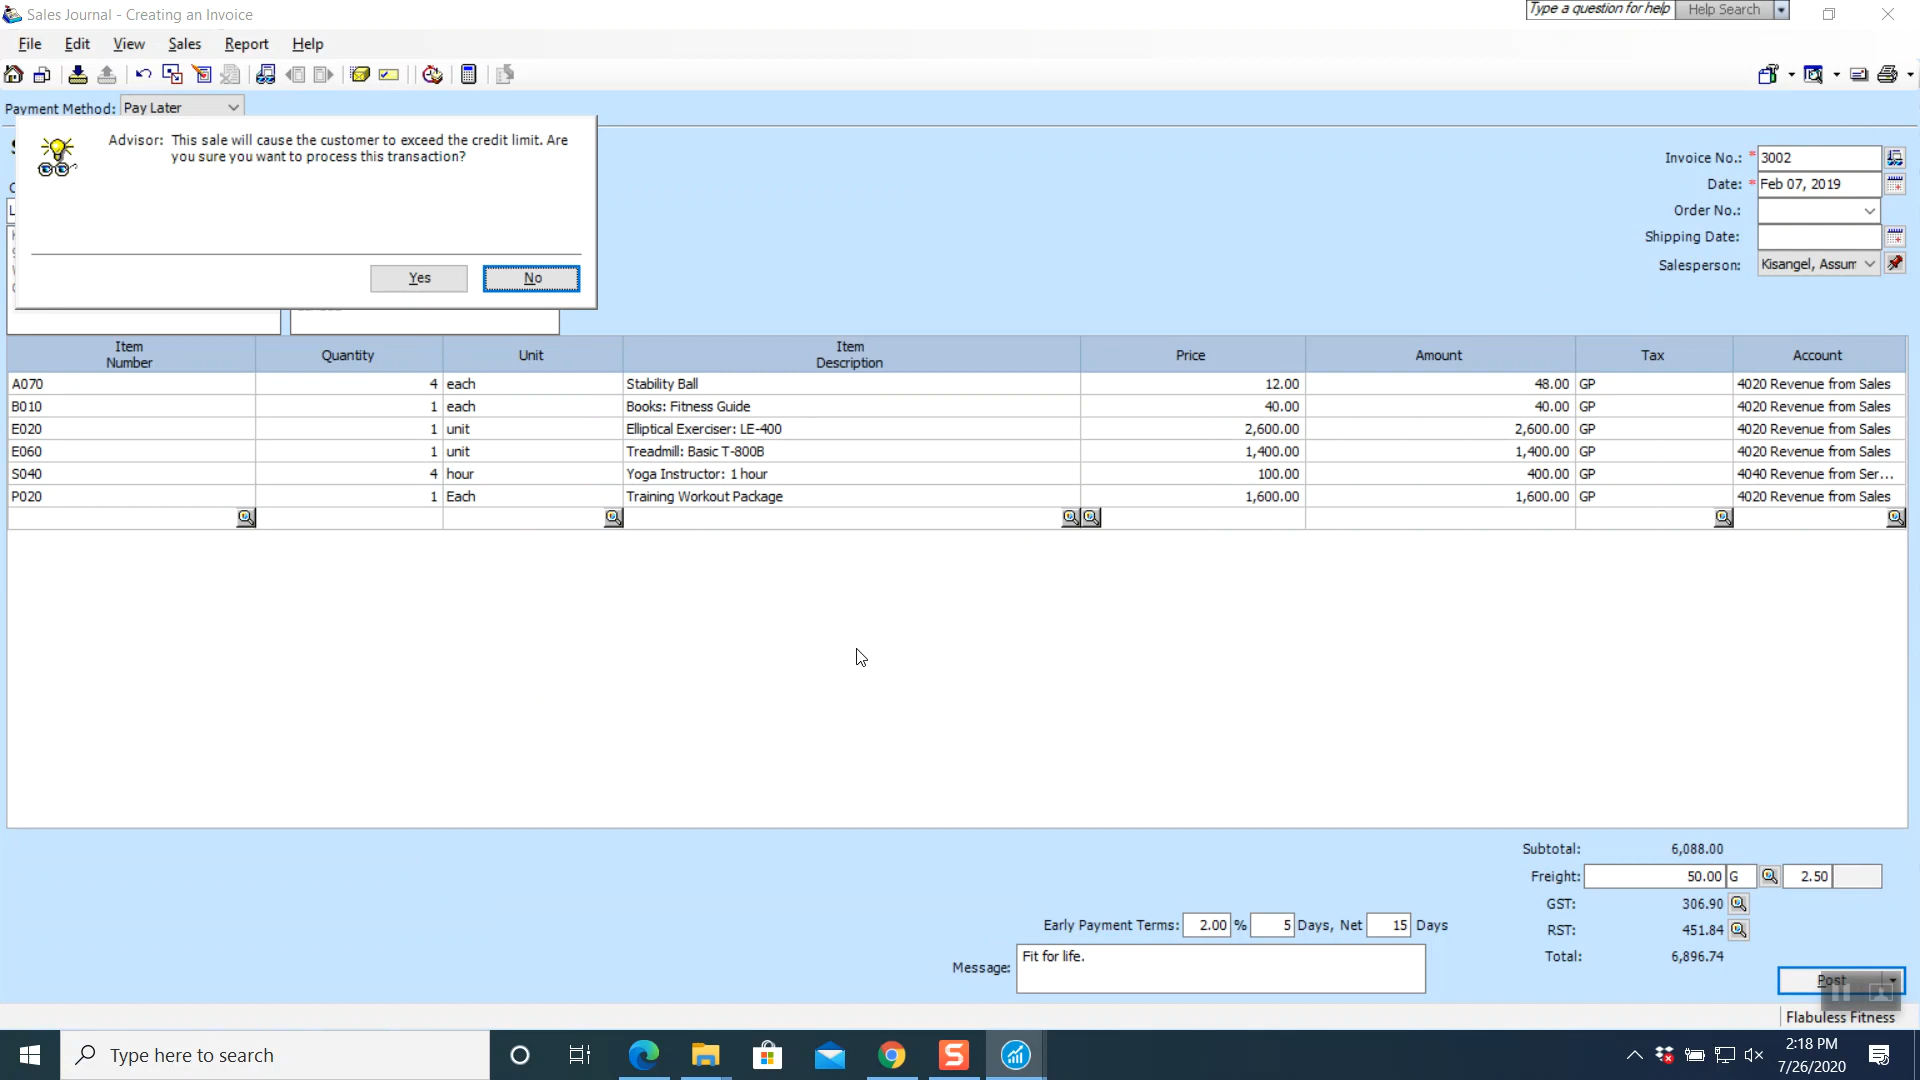 Sales Journal - Creating an Invoice
Type a question for help
Help Search
File Edit View Sales Report Help
Payment Method: Pay Later
Advisor: This sale will cause the customer to exceed the credit limit. Are
you sure you want to process this transaction?
Yes No
Invoice No.: * 3002
Date: * Feb 07, 2019
Order No.:
Shipping Date:
Salesperson: Kisangel, Assum
Item Number Quantity Unit Item Description Price Amount Tax Account
A070 4 each Stability Ball 12.00 48.00 GP 4020 Revenue from Sales
B010 1 each Books: Fitness Guide 40.00 40.00 GP 4020 Revenue from Sales
E020 1 unit Elliptical Exerciser: LE-400 2,600.00 2,600.00 GP 4020 Revenue from Sales
E060 1 unit Treadmill: Basic T-800B 1,400.00 1,400.00 GP 4020 Revenue from Sales
S040 4 hour Yoga Instructor: 1 hour 100.00 400.00 GP 4040 Revenue from Ser...
P020 1 Each Training Workout Package 1,600.00 1,600.00 GP 4020 Revenue from Sales
Subtotal: 6,088.00
Freight: 50.00 G 2.50
GST: 306.90
Early Payment Terms: 2.00 % 5 Days, Net 15 Days
RST: 451.84
Total: 6,896.74
Message: Fit for life.
Post
Flabuless Fitness
Type here to search
2:18 PM
7/26/2020